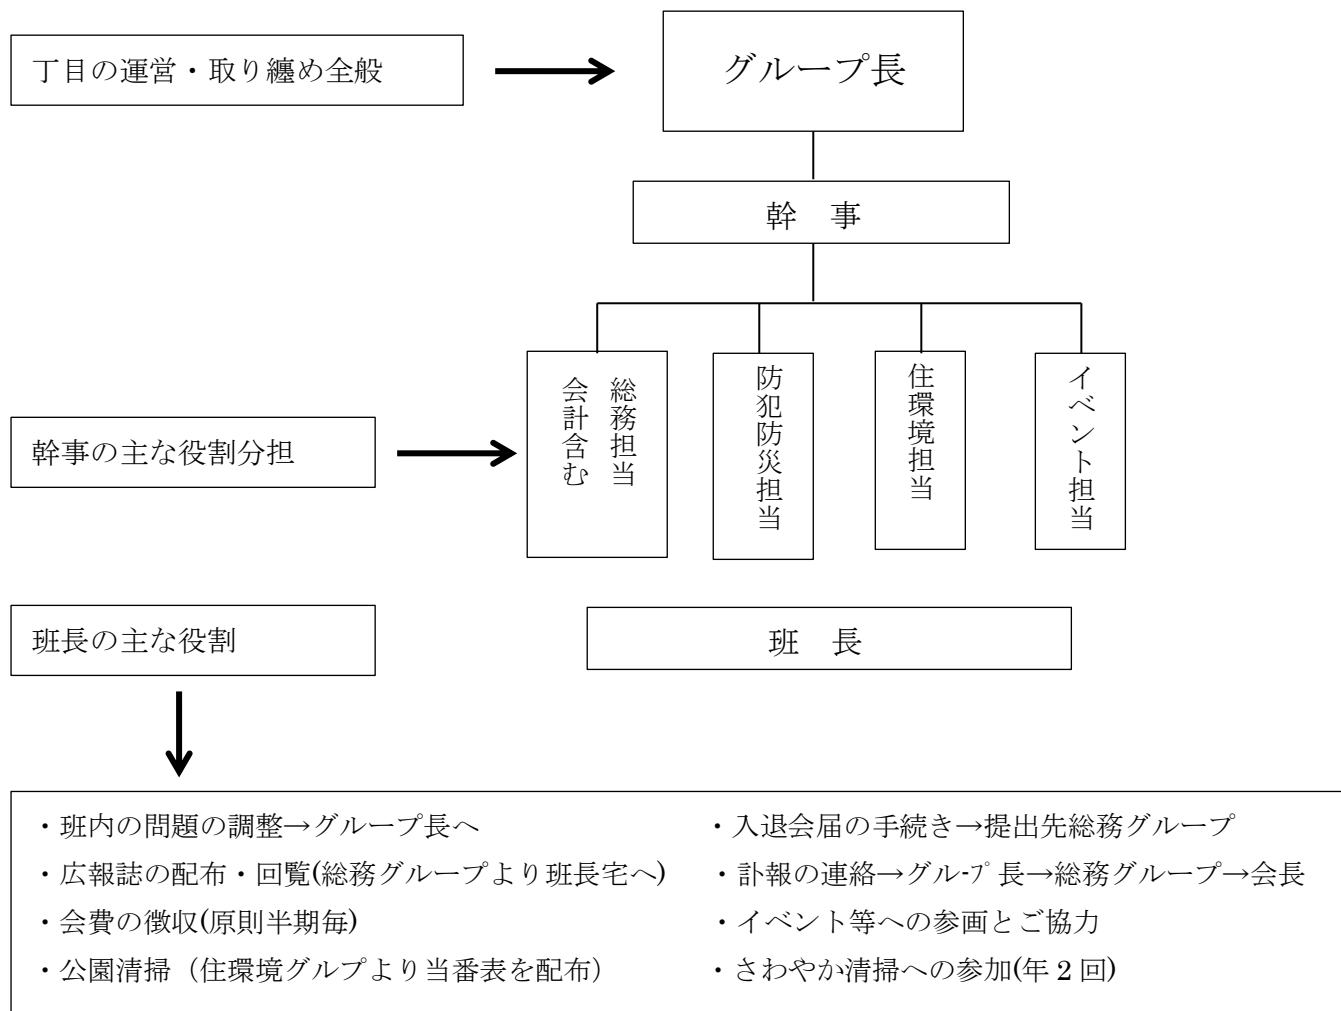 丁目の運営・取り纏め全般
グループ長
幹　事
幹事の主な役割分担
総務担当
会計含む
防犯防災担当
住環境担当
イベント担当
班長の主な役割
班　長
・班内の問題の調整→グループ長へ
・広報誌の配布・回覧(総務グループより班長宅へ)
・会費の徴収(原則半期毎)
・公園清掃（住環境グルプより当番表を配布）
・入退会届の手続き→提出先総務グループ
・訃報の連絡→グル-プ長→総務グループ→会長
・イベント等への参画とご協力
・さわやか清掃への参加(年 2 回)